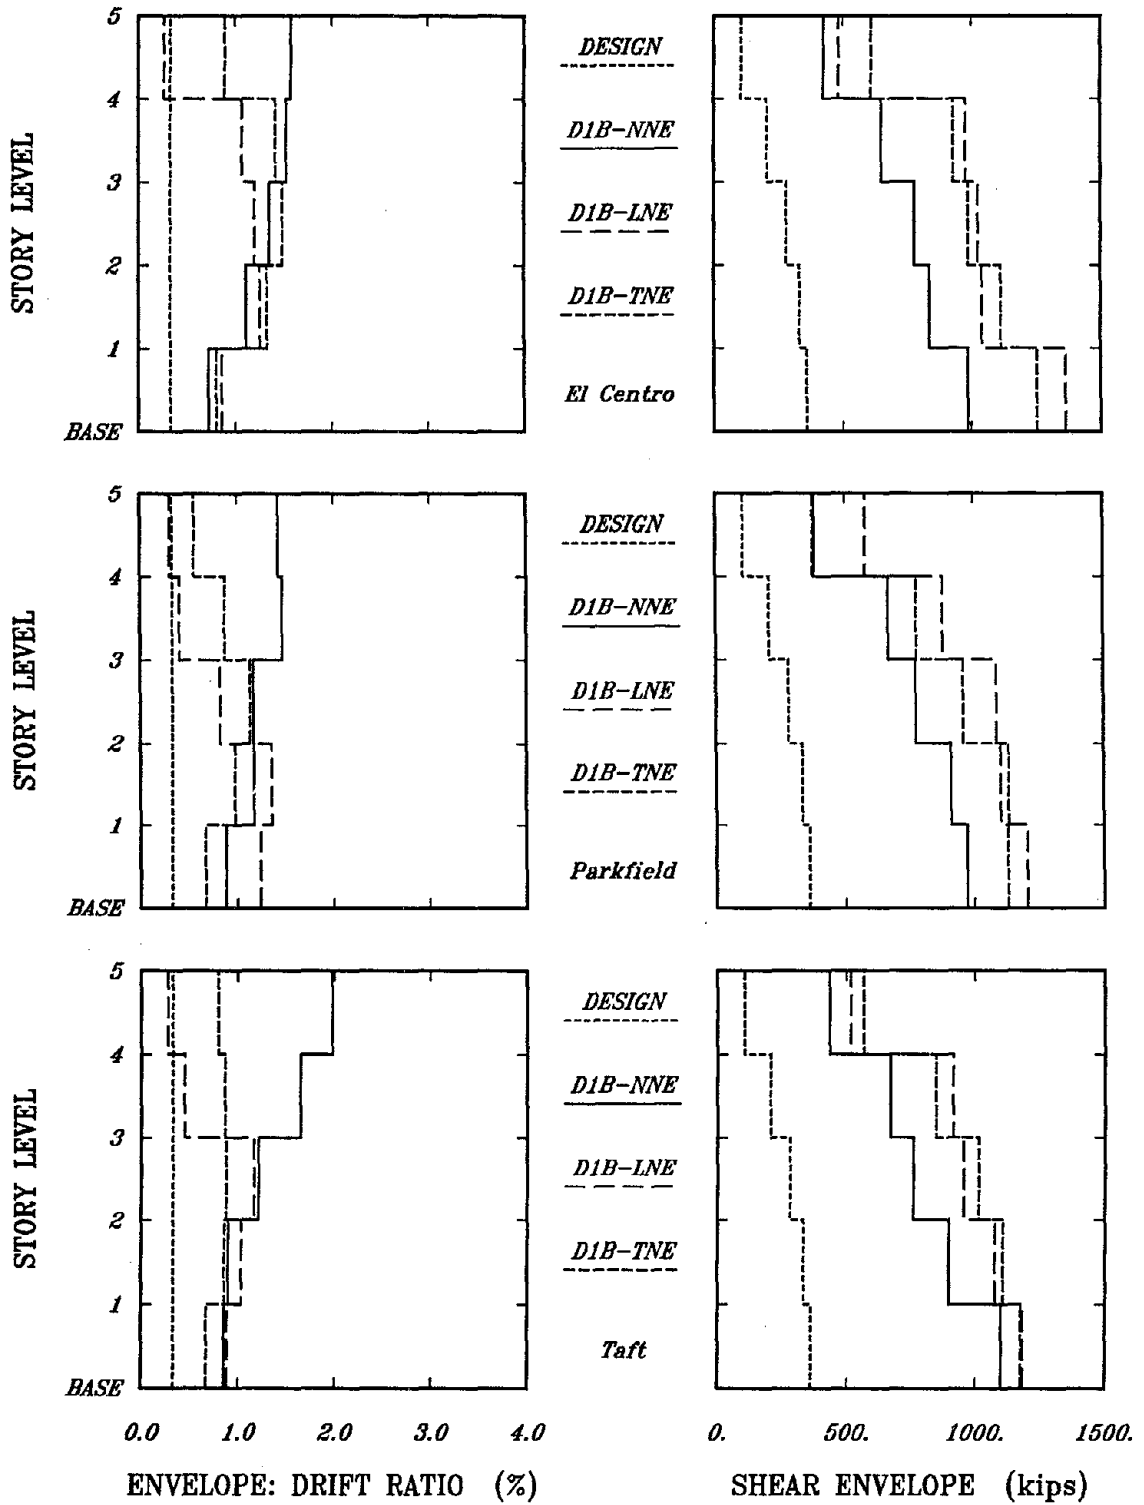 STORY LEVEL
5
4
3
2
1
BASE
DESIGN
D1B-NNE
D1B-LNE
D1B-TNE
El Centro
STORY LEVEL
5
4
3
2
1
BASE
DESIGN
D1B-NNE
D1B-LNE
D1B-TNE
Parkfield
STORY LEVEL
5
4
3
2
1
BASE
DESIGN
D1B-NNE
D1B-LNE
D1B-TNE
Taft
0.0 1.0 2.0 3.0 4.0
0. 500. 1000. 1500.
ENVELOPE: DRIFT RATIO (%)
SHEAR ENVELOPE (kips)